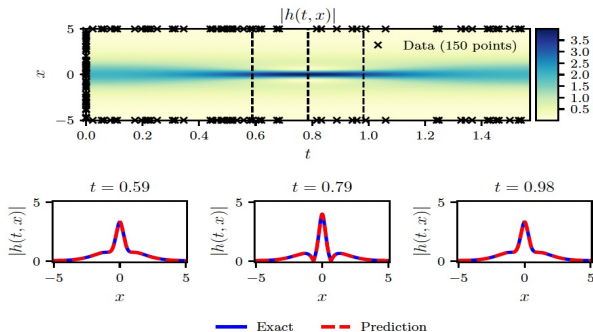 |h(t, x)|
5
0
−5
x
0.0 0.2 0.4 0.6 0.8 1.0 1.2 1.4
t
Data (150 points)
3.5
3.0
2.5
2.0
1.5
1.0
0.5
t = 0.59 t = 0.79 t = 0.98
|h(t, x)| |h(t, x)| |h(t, x)|
5 5 5
0 0 0
−5 0 5 −5 0 5 −5 0 5
x x x
Exact Prediction